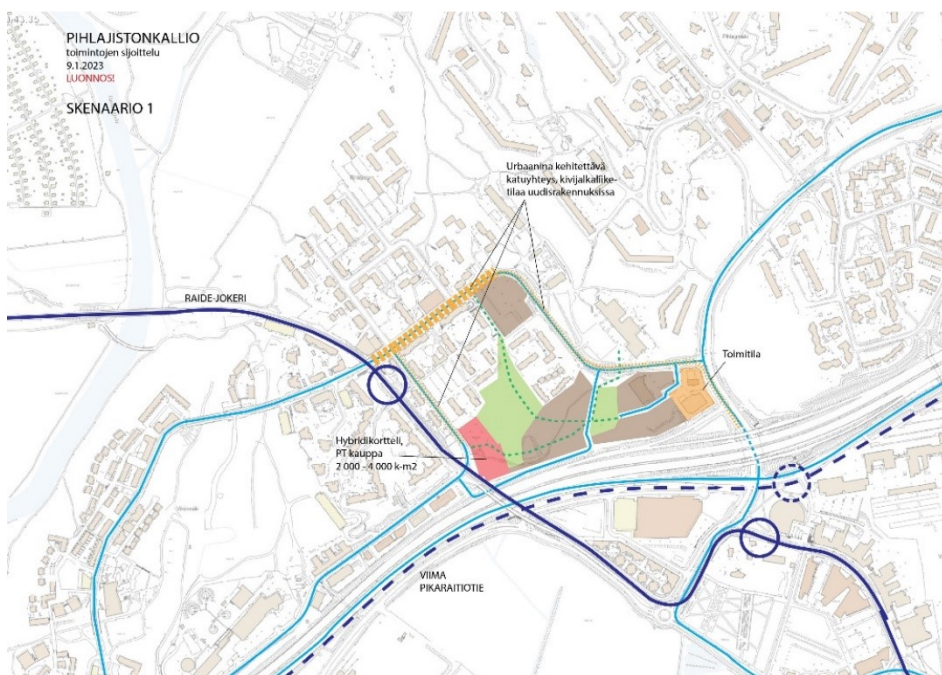 PIHLAJISTONKALLIO
toimintojen sijoittelu
9.1.2023
LUONNOS!
SKENAARIO 1
Urbaanina kehitettävä
katuyhteys, kivijalkaliike-
tilaa uudisrakennuksissa
RAIDE-JOKERI
Toimitila
Hybridikortteli,
PT kauppa
2 000 - 4 000 k-m2
VIIMA
PIKARAITIOTIE